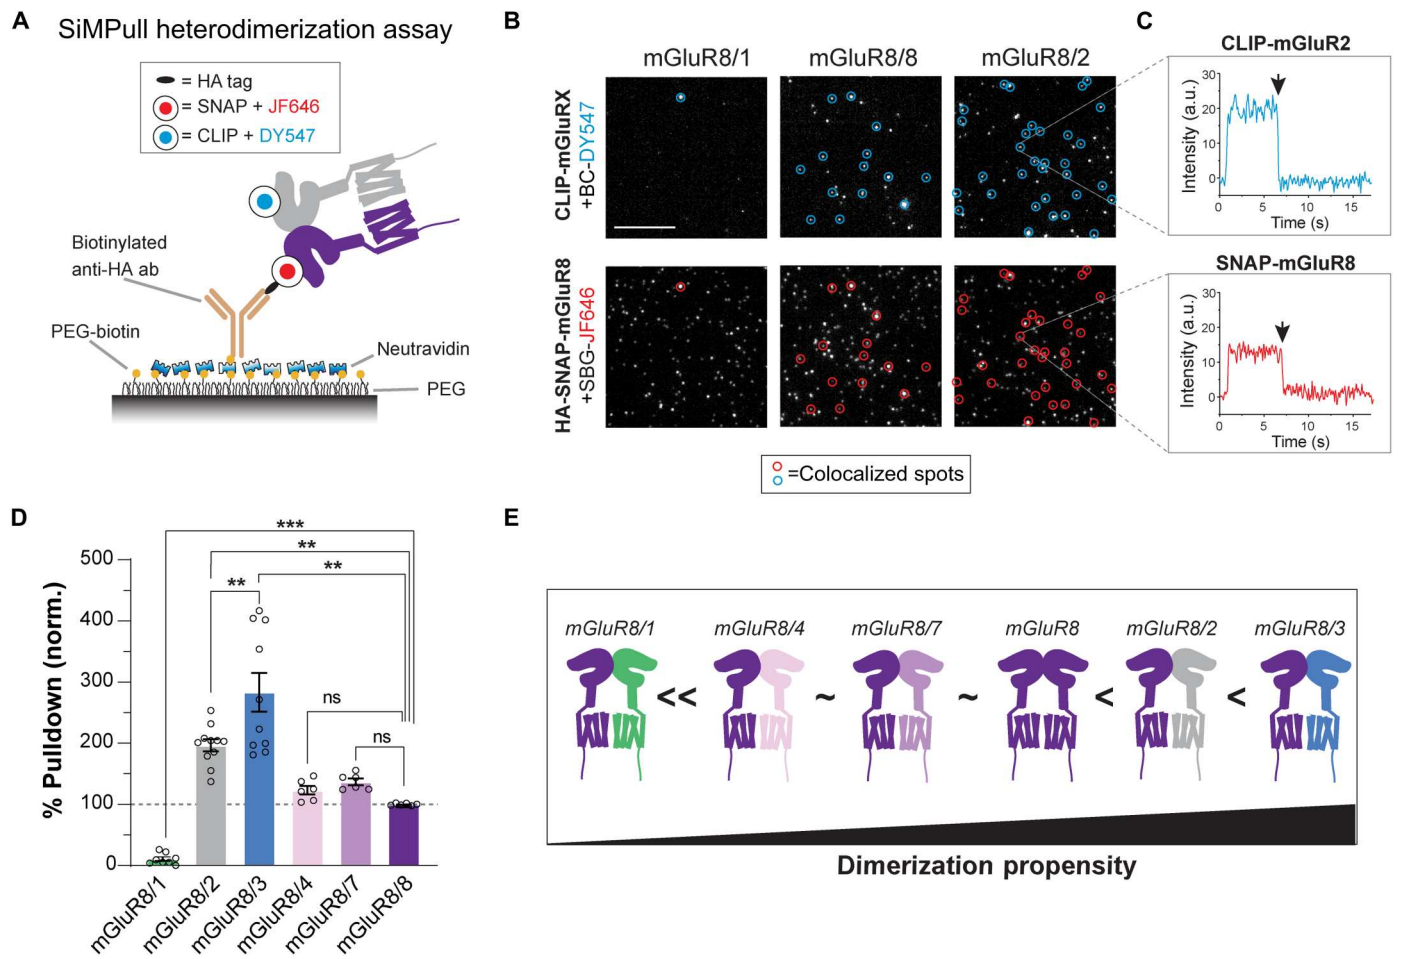 A
SiMPull heterodimerization assay
= HA tag
= SNAP + JF646
= CLIP + DY547
Biotinylated
anti-HA ab
PEG-biotin
Neutravidin
PEG
B
mGluR8/1
mGluR8/8
mGluR8/2
CLIP-mGluRX
+BC-DY547
HA-SNAP-mGluR8
+SBG-JF646
=Colocalized spots
C
CLIP-mGluR2
Intensity (a.u.)
30
20
10
0
0 5 10 15
Time (s)
SNAP-mGluR8
Intensity (a.u.)
30
20
10
0
0 5 10 15
Time (s)
D
% Pulldown (norm.)
500
400
300
200
100
0
***
**
**
**
ns
ns
mGluR8/1
mGluR8/2
mGluR8/3
mGluR8/4
mGluR8/7
mGluR8/8
E
mGluR8/1 mGluR8/4 mGluR8/7 mGluR8 mGluR8/2 mGluR8/3
<< ~ ~ < <
Dimerization propensity